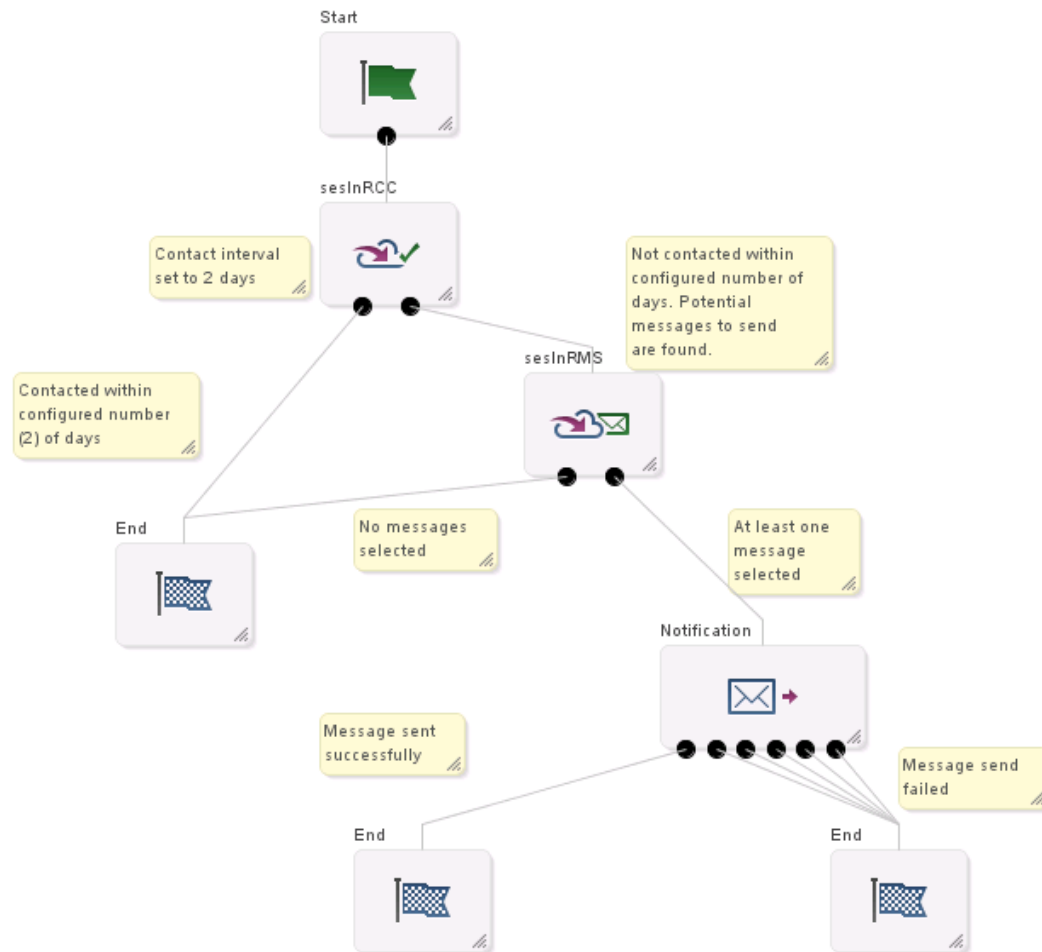 Start
sesInRCC
Contact interval
set to 2 days
Not contacted within
configured number of
days. Potential
messages to send
are found.
sesInRMS
Contacted within
configured number
(2) of days
No messages
selected
At least one
message
selected
End
Notification
Message sent
successfully
Message send
failed
End
End